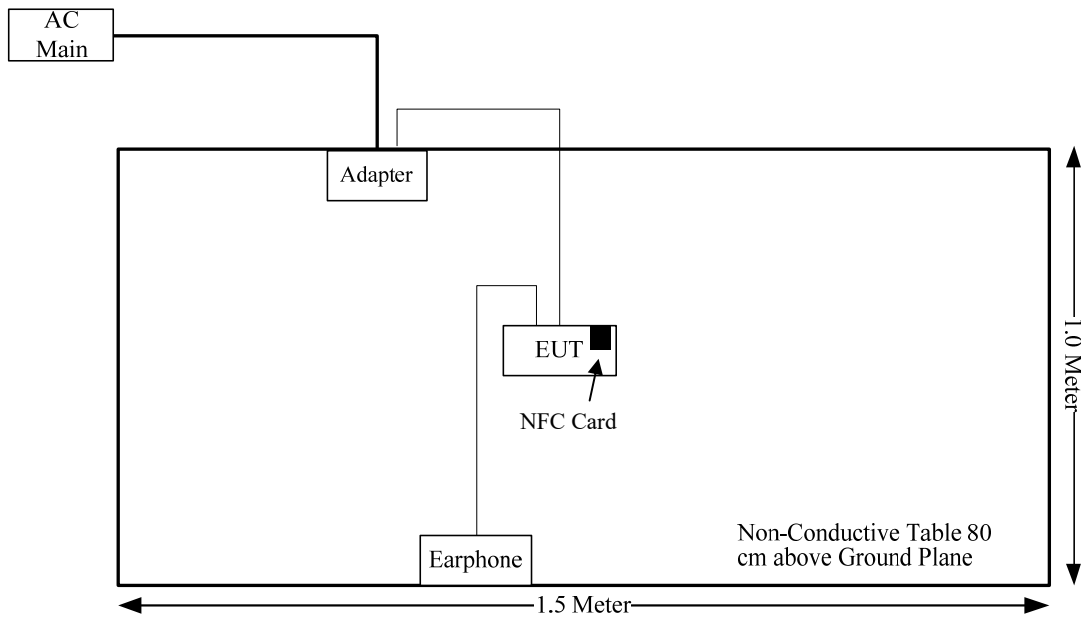 AC
Main
Adapter
EUT
NFC Card
1.0 Meter
Earphone
Non-Conductive Table 80
cm above Ground Plane
1.5 Meter